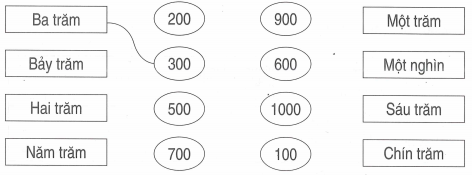 Ba trăm 200 900 Một trăm
Bảy trăm 300 600 Một nghìn
Hai trăm 500 1000 Sáu trăm
Năm trăm 700 100 Chín trăm